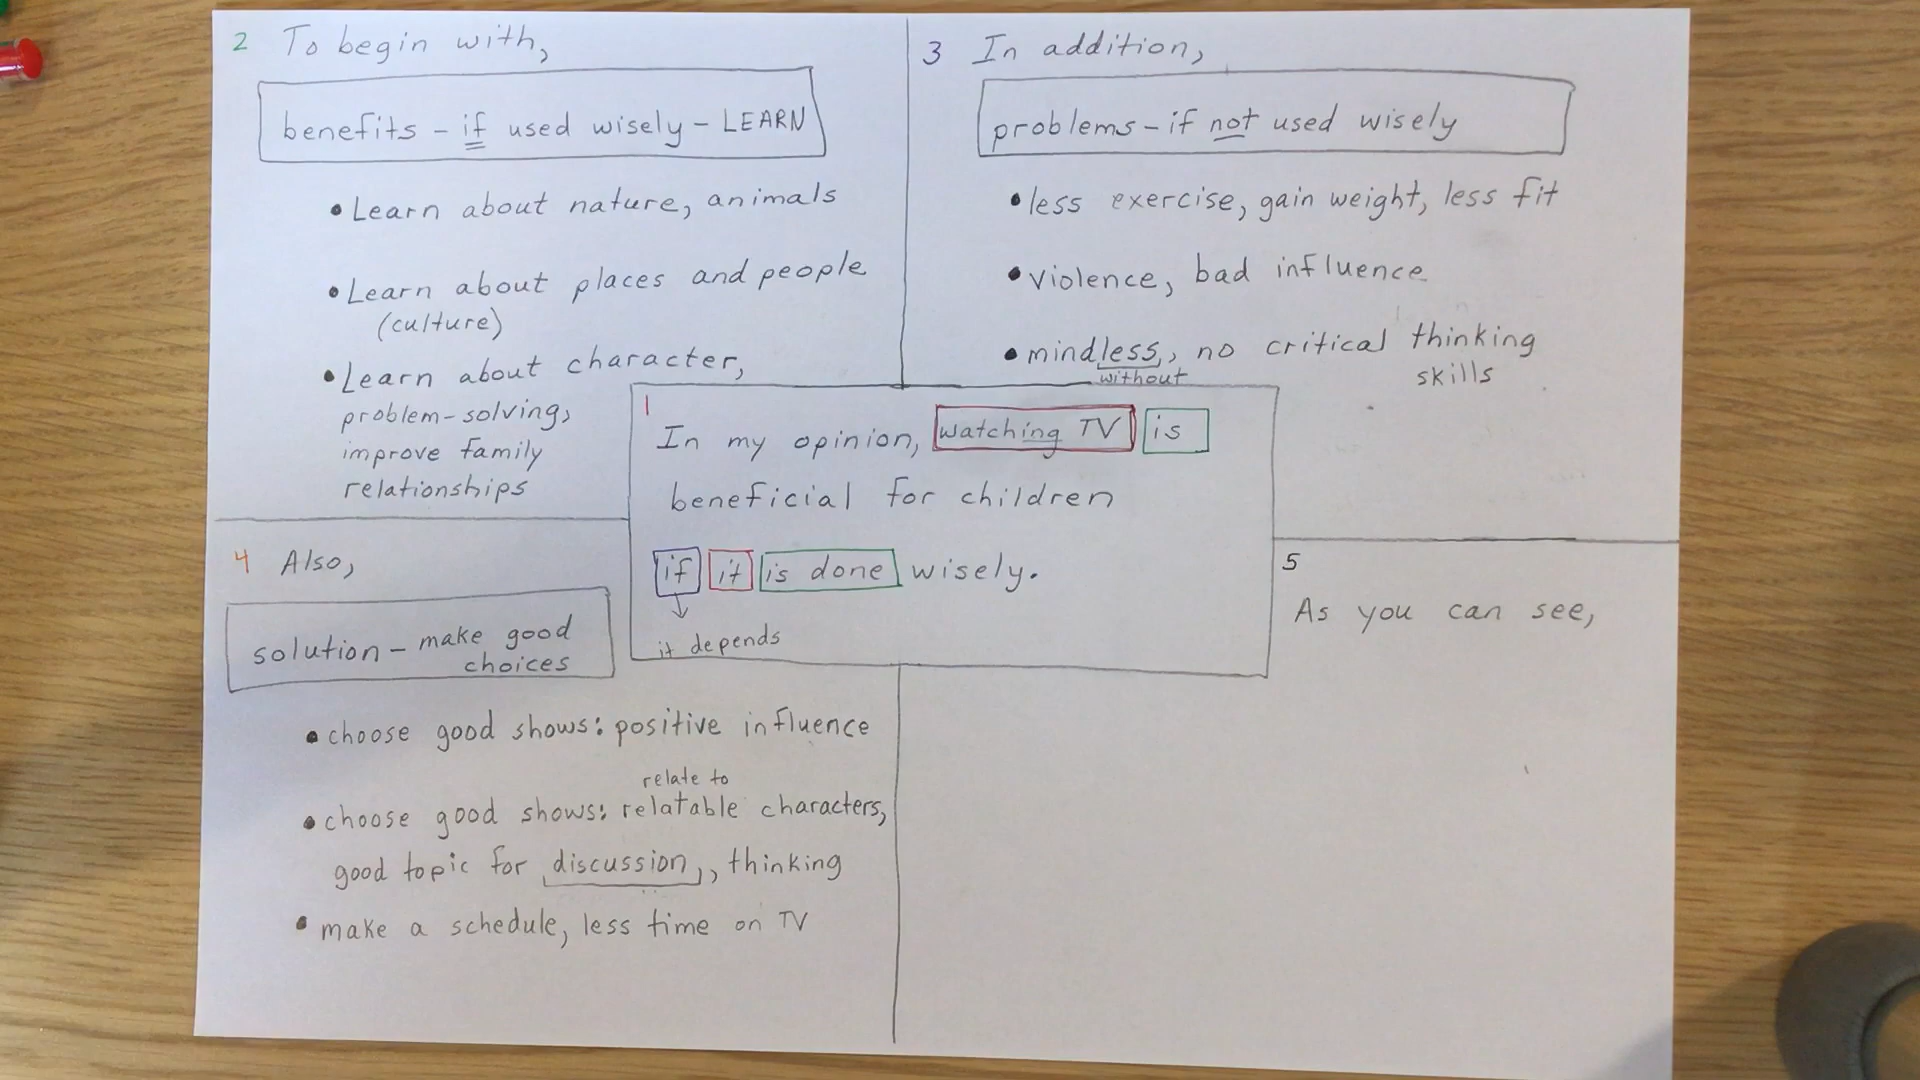 2 To begin with,
benefits - if used wisely - LEARN
• Learn about nature, animals
• Learn about places and people
(culture)
• Learn about character,
problem-solving,
improve family
relationships
3 In addition,
problems - if not used wisely
• less exercise, gain weight, less fit
• violence, bad influence
• mindless, no critical thinking
without
skills
1
In my opinion, watching TV is
beneficial for children
if it is done wisely.
it depends
4 Also,
solution - make good
choices
• choose good shows: positive influence
relate to
• choose good shows: relatable characters,
good topic for discussion, thinking
• make a schedule, less time on TV
5
As you can see,